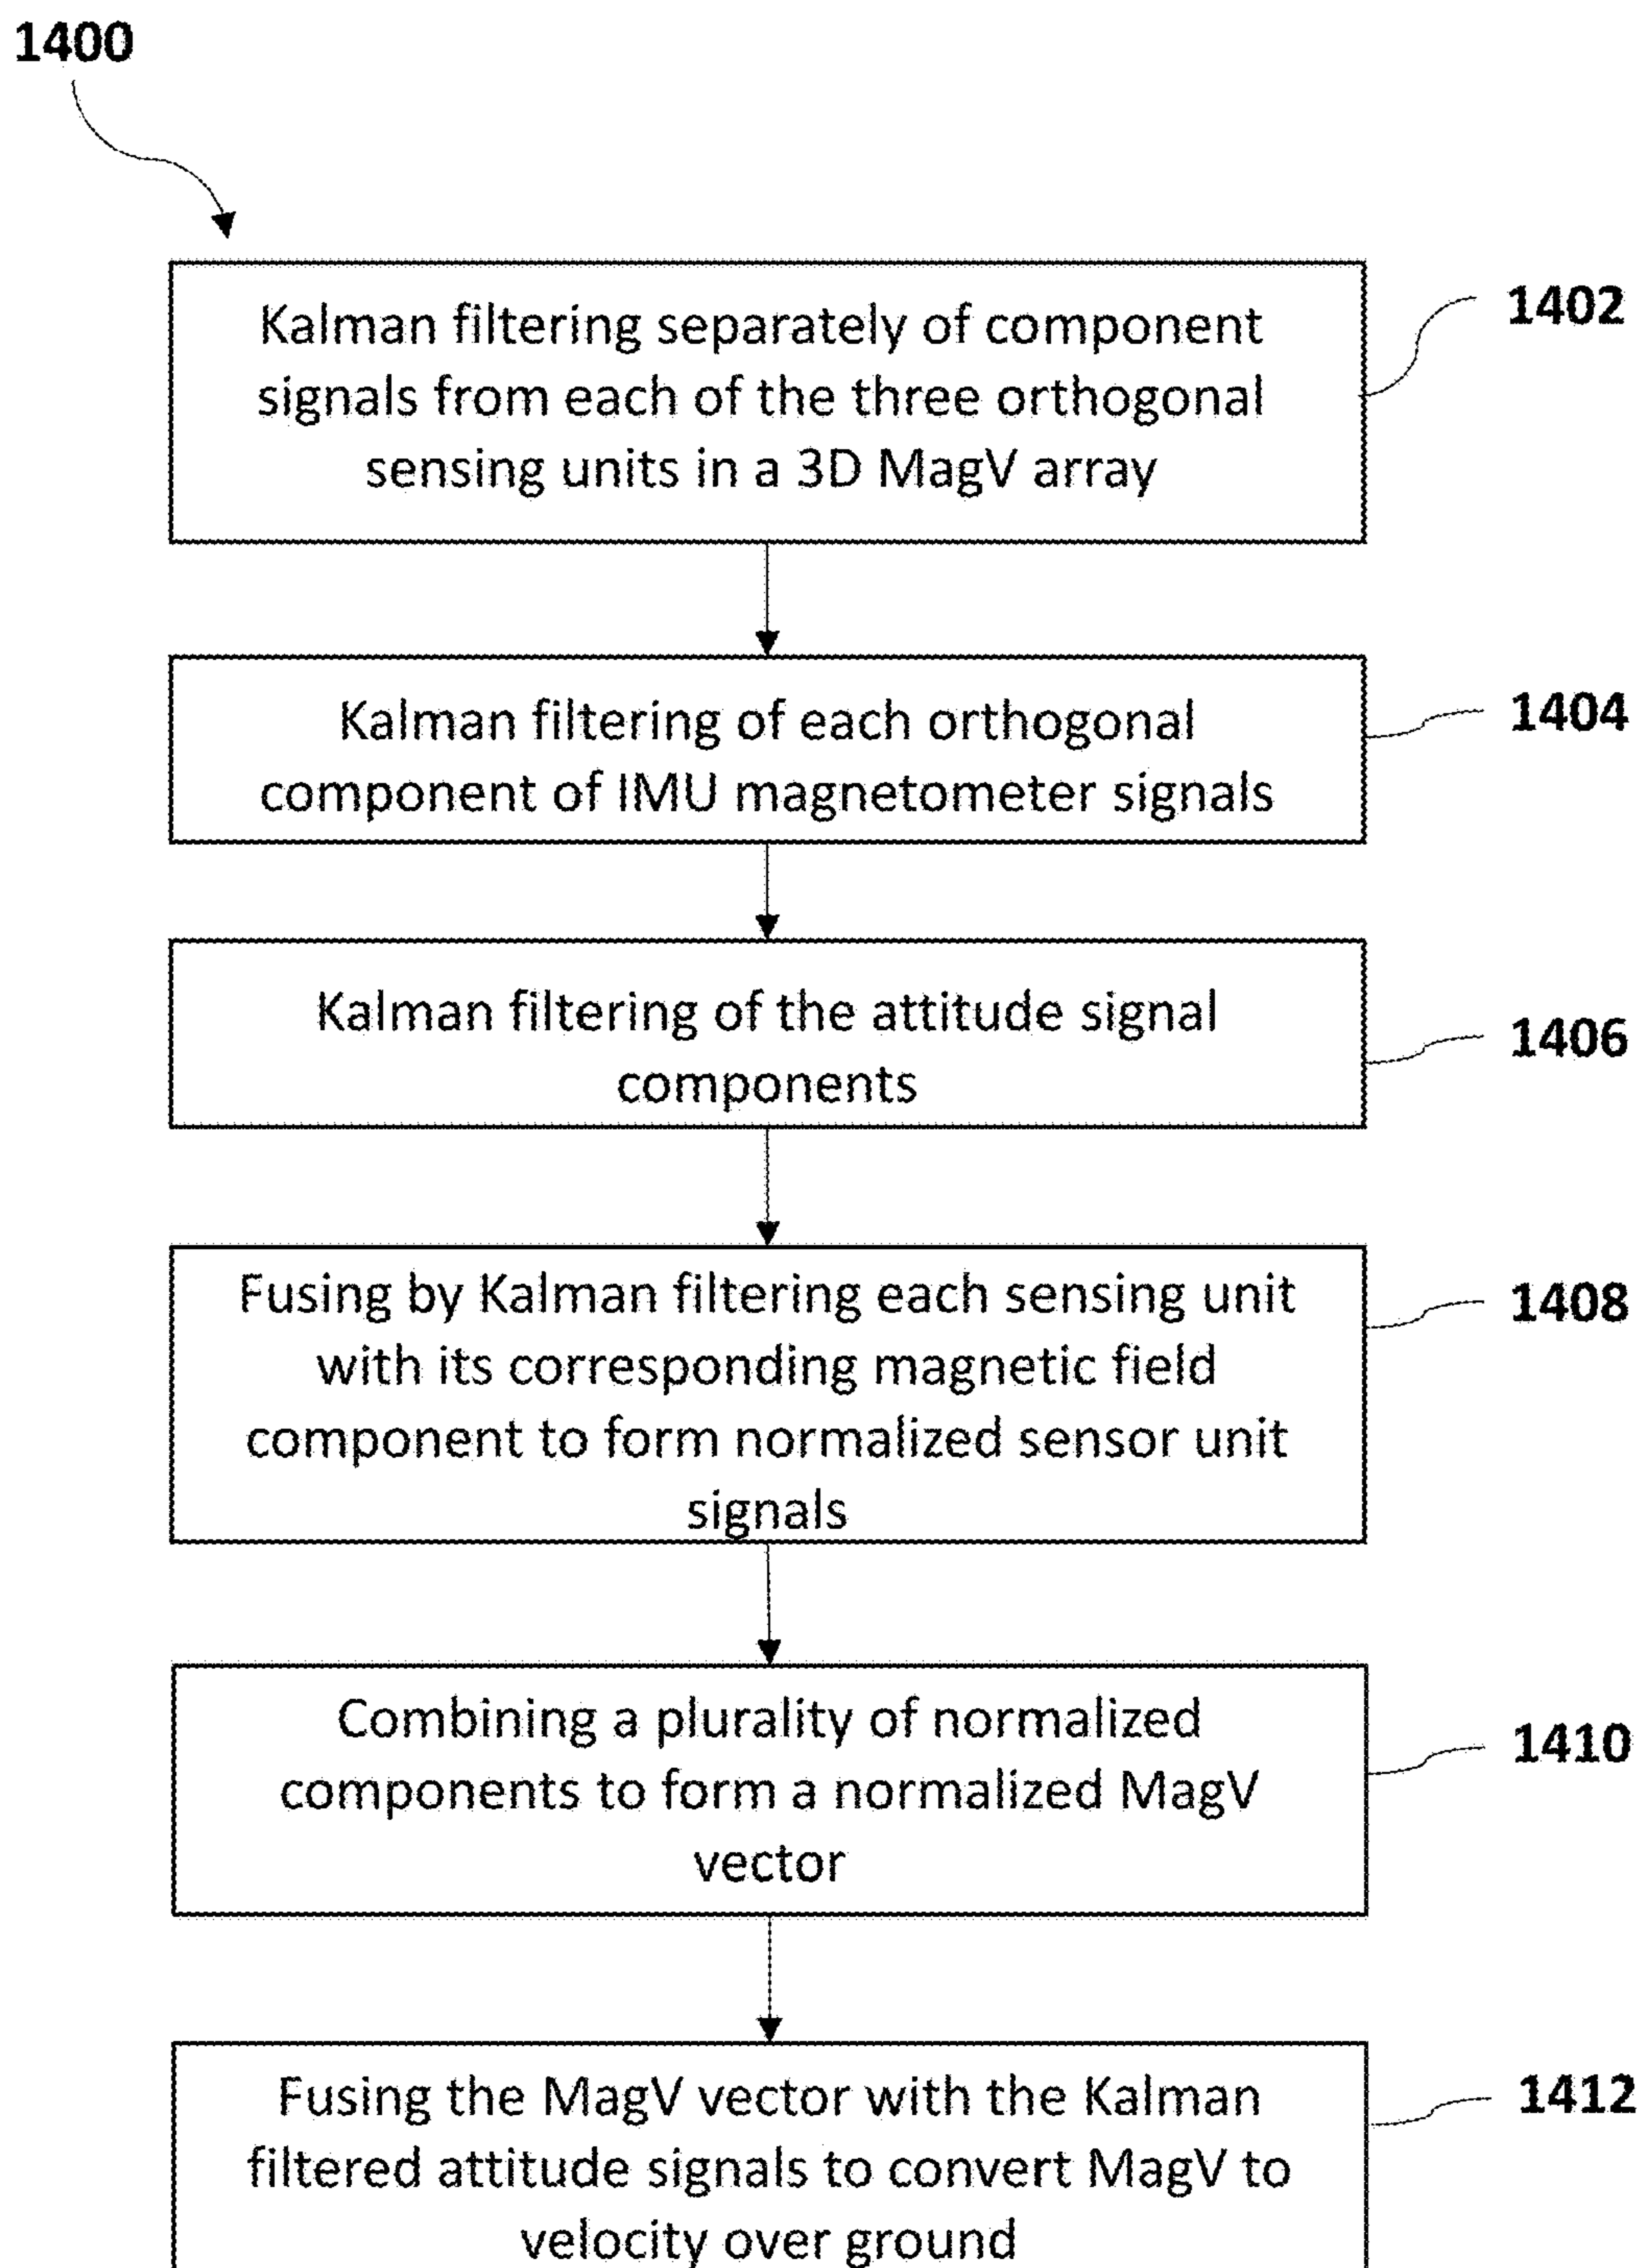 1400
Kalman filtering separately of component
signals from each of the three orthogonal
sensing units in a 3D MagV array
1402
Kalman filtering of each orthogonal
component of IMU magnetometer signals
1404
Kalman filtering of the attitude signal
components
1406
Fusing by Kalman filtering each sensing unit
with its corresponding magnetic field
component to form normalized sensor unit
signals
1408
Combining a plurality of normalized
components to form a normalized MagV
vector
1410
Fusing the MagV vector with the Kalman
filtered attitude signals to convert MagV to
velocity over ground
1412